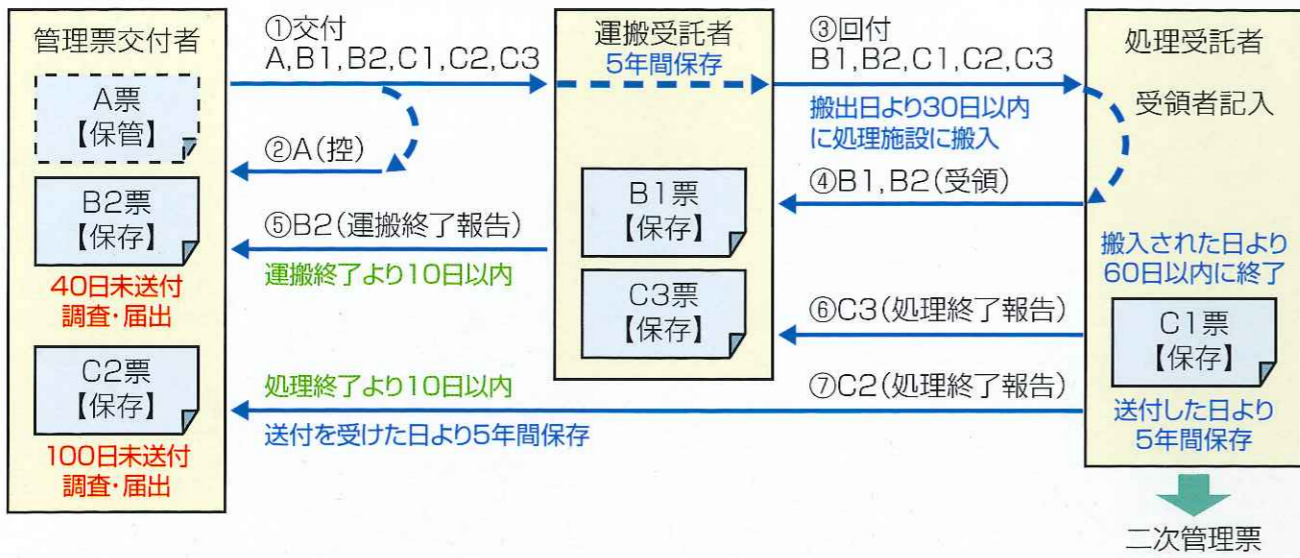 管理票交付者
A票
【保管】
B2票
【保存】
40日未送付
調査・届出
C2票
【保存】
100日未送付
調査・届出
①交付
A,B1,B2,C1,C2,C3
②A(控)
⑤B2(運搬終了報告)
運搬終了より10日以内
処理終了より10日以内
送付を受けた日より5年間保存
運搬受託者
5年間保存
B1票
【保存】
C3票
【保存】
③回付
B1,B2,C1,C2,C3
搬出日より30日以内
に処理施設に搬入
④B1,B2(受領)
⑥C3(処理終了報告)
⑦C2(処理終了報告)
処理受託者
受領者記入
搬入された日より
60日以内に終了
C1票
【保存】
送付した日より
5年間保存
二次管理票